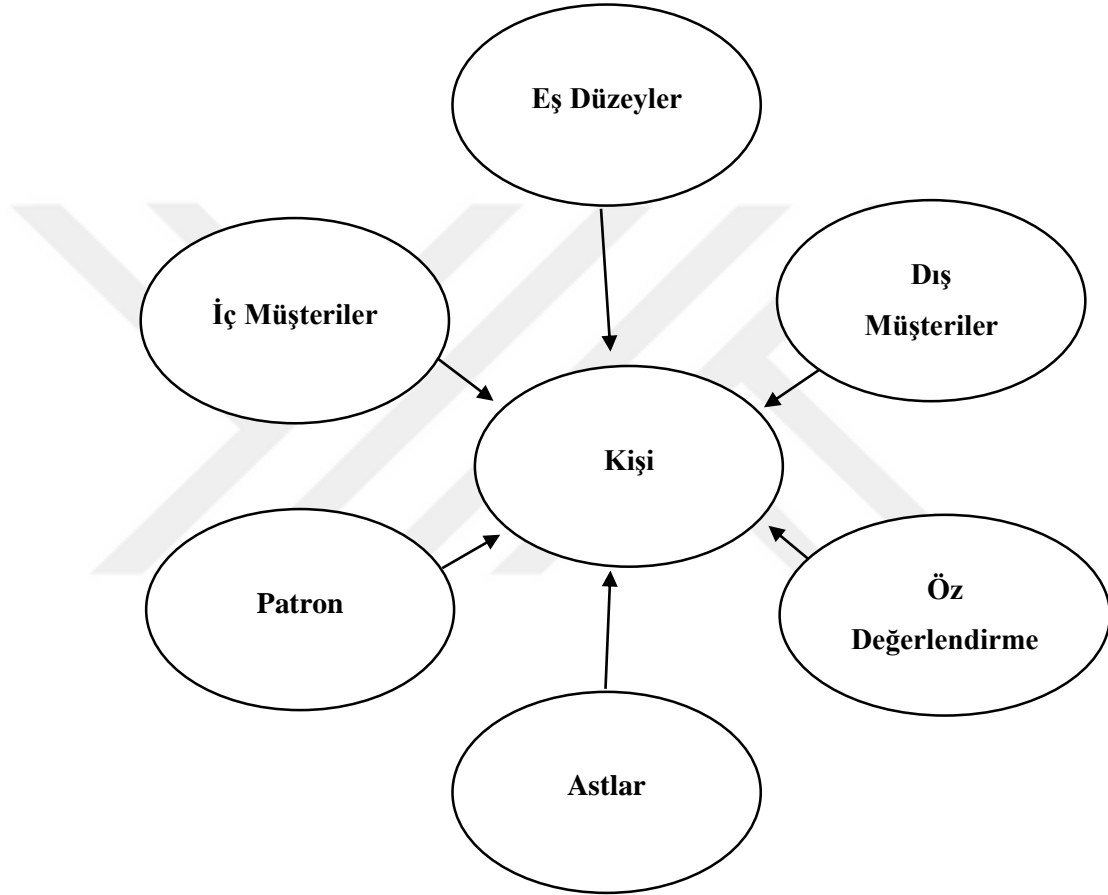 Eş Düzeyler
İç Müşteriler
Dış
Müşteriler
Kişi
Patron
Öz
Değerlendirme
Astlar